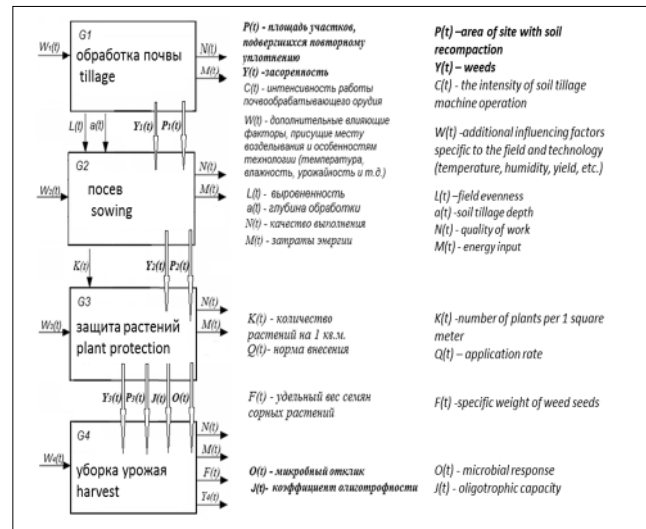 G1
обработка почвы
tillage
W₁(t)
N(t)
M(t)
L(t)
a(t)
Y₁(t)
P₁(t)
G2
посев
sowing
W₂(t)
N(t)
M(t)
K(t)
Y₂(t)
P₂(t)
G3
защита растений
plant protection
W₃(t)
N(t)
M(t)
Y₃(t)
P₃(t)
J(t)
O(t)
G4
уборка урожая
harvest
W₄(t)
N(t)
M(t)
F(t)
Y₄(t)
P(t) - площадь участков,
подвергшихся повторному
уплотнению
Y(t) -засоренность
C(t) - интенсивность работы
почвообрабатывающего орудия
W(t) - дополнительные влияющие
факторы, присущие месту
возделывания и особенностям
технологии (температура,
влажность, урожайность и т.д.)
L(t) - выровненность
a(t) -глубина обработки
N(t) - качество выполнения
M(t) - затраты энергии
K(t) - количество
растений на 1 кв.м.
Q(t) - норма внесения
F(t) - удельный вес семян
сорных растений
O(t) - микробный отклик
J(t)- коэффициент олиготрофности
P(t) –area of site with soil
recompaction
Y(t) – weeds
C(t) - the intensity of soil tillage
machine operation
W(t) -additional influencing factors
specific to the field and technology
(temperature, humidity, yield, etc.)
L(t) –field evenness
a(t) -soil tillage depth
N(t) - quality of work
M(t) - energy input
K(t) -number of plants per 1 square
meter
Q(t) – application rate
F(t) -specific weight of weed seeds
O(t) - microbial response
J(t) - oligotrophic capacity